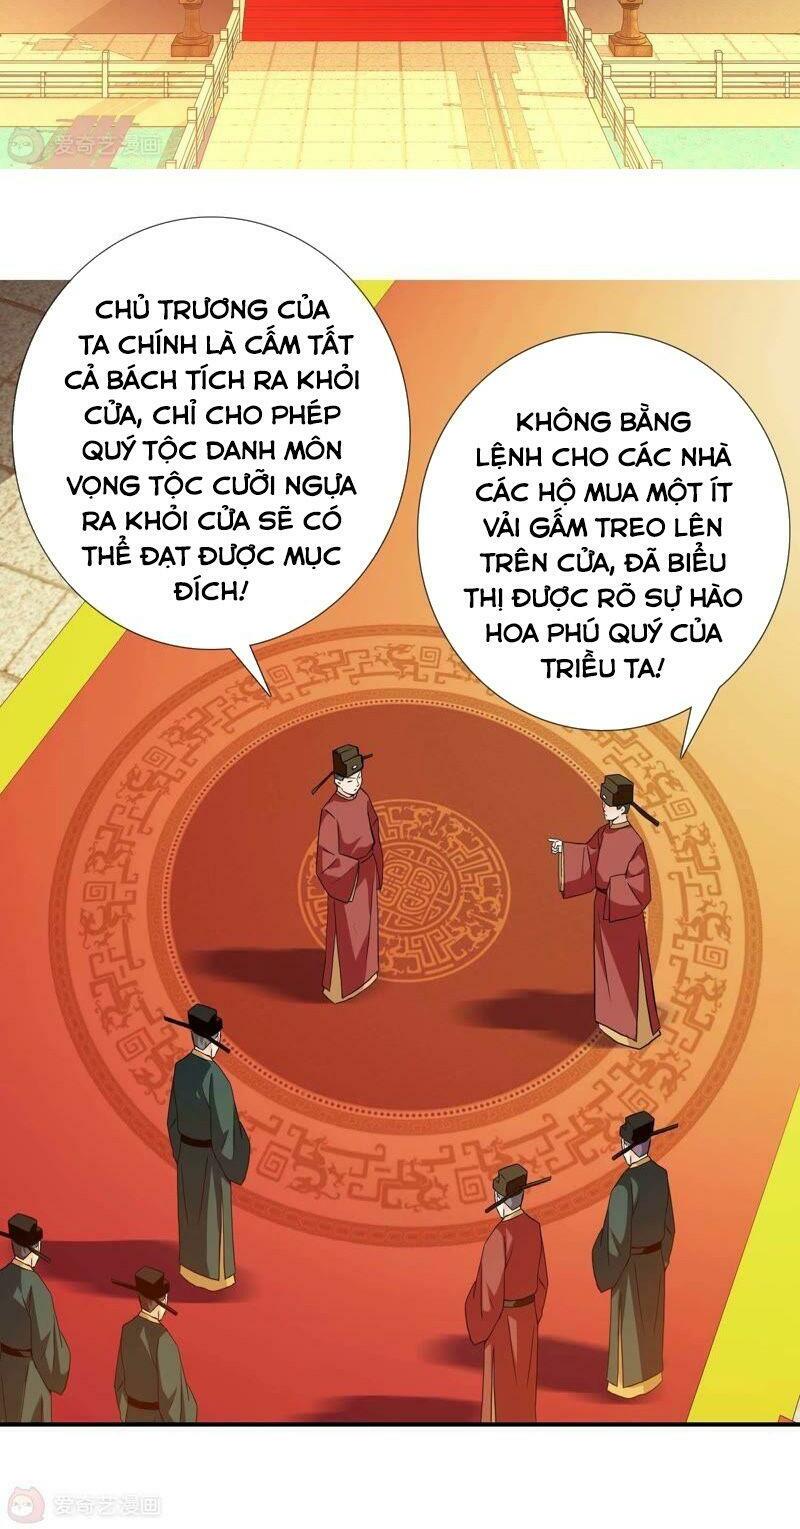 爱奇艺漫画
CHỦ TRƯƠNG CỦA
TA CHÍNH LÀ CẤM TẤT
CẢ BÁCH TÍCH RA KHỎI
CỬA, CHỈ CHO PHÉP
QUÝ TỘC DANH MÔN
VỌNG TỘC CƯỠI NGỰA
RA KHỎI CỬA SẼ CÓ
THỂ ĐẠT ĐƯỢC MỤC
ĐÍCH!
KHÔNG BẰNG
LỆNH CHO CÁC NHÀ
CÁC HỘ MUA MỘT ÍT
VẢI GẤM TREO LÊN
TRÊN CỬA, ĐÃ BIỂU
THỊ ĐƯỢC RÕ SỰ HÀO
HOA PHÚ QUÝ CỦA
TRIỀU TA!
爱奇艺漫画